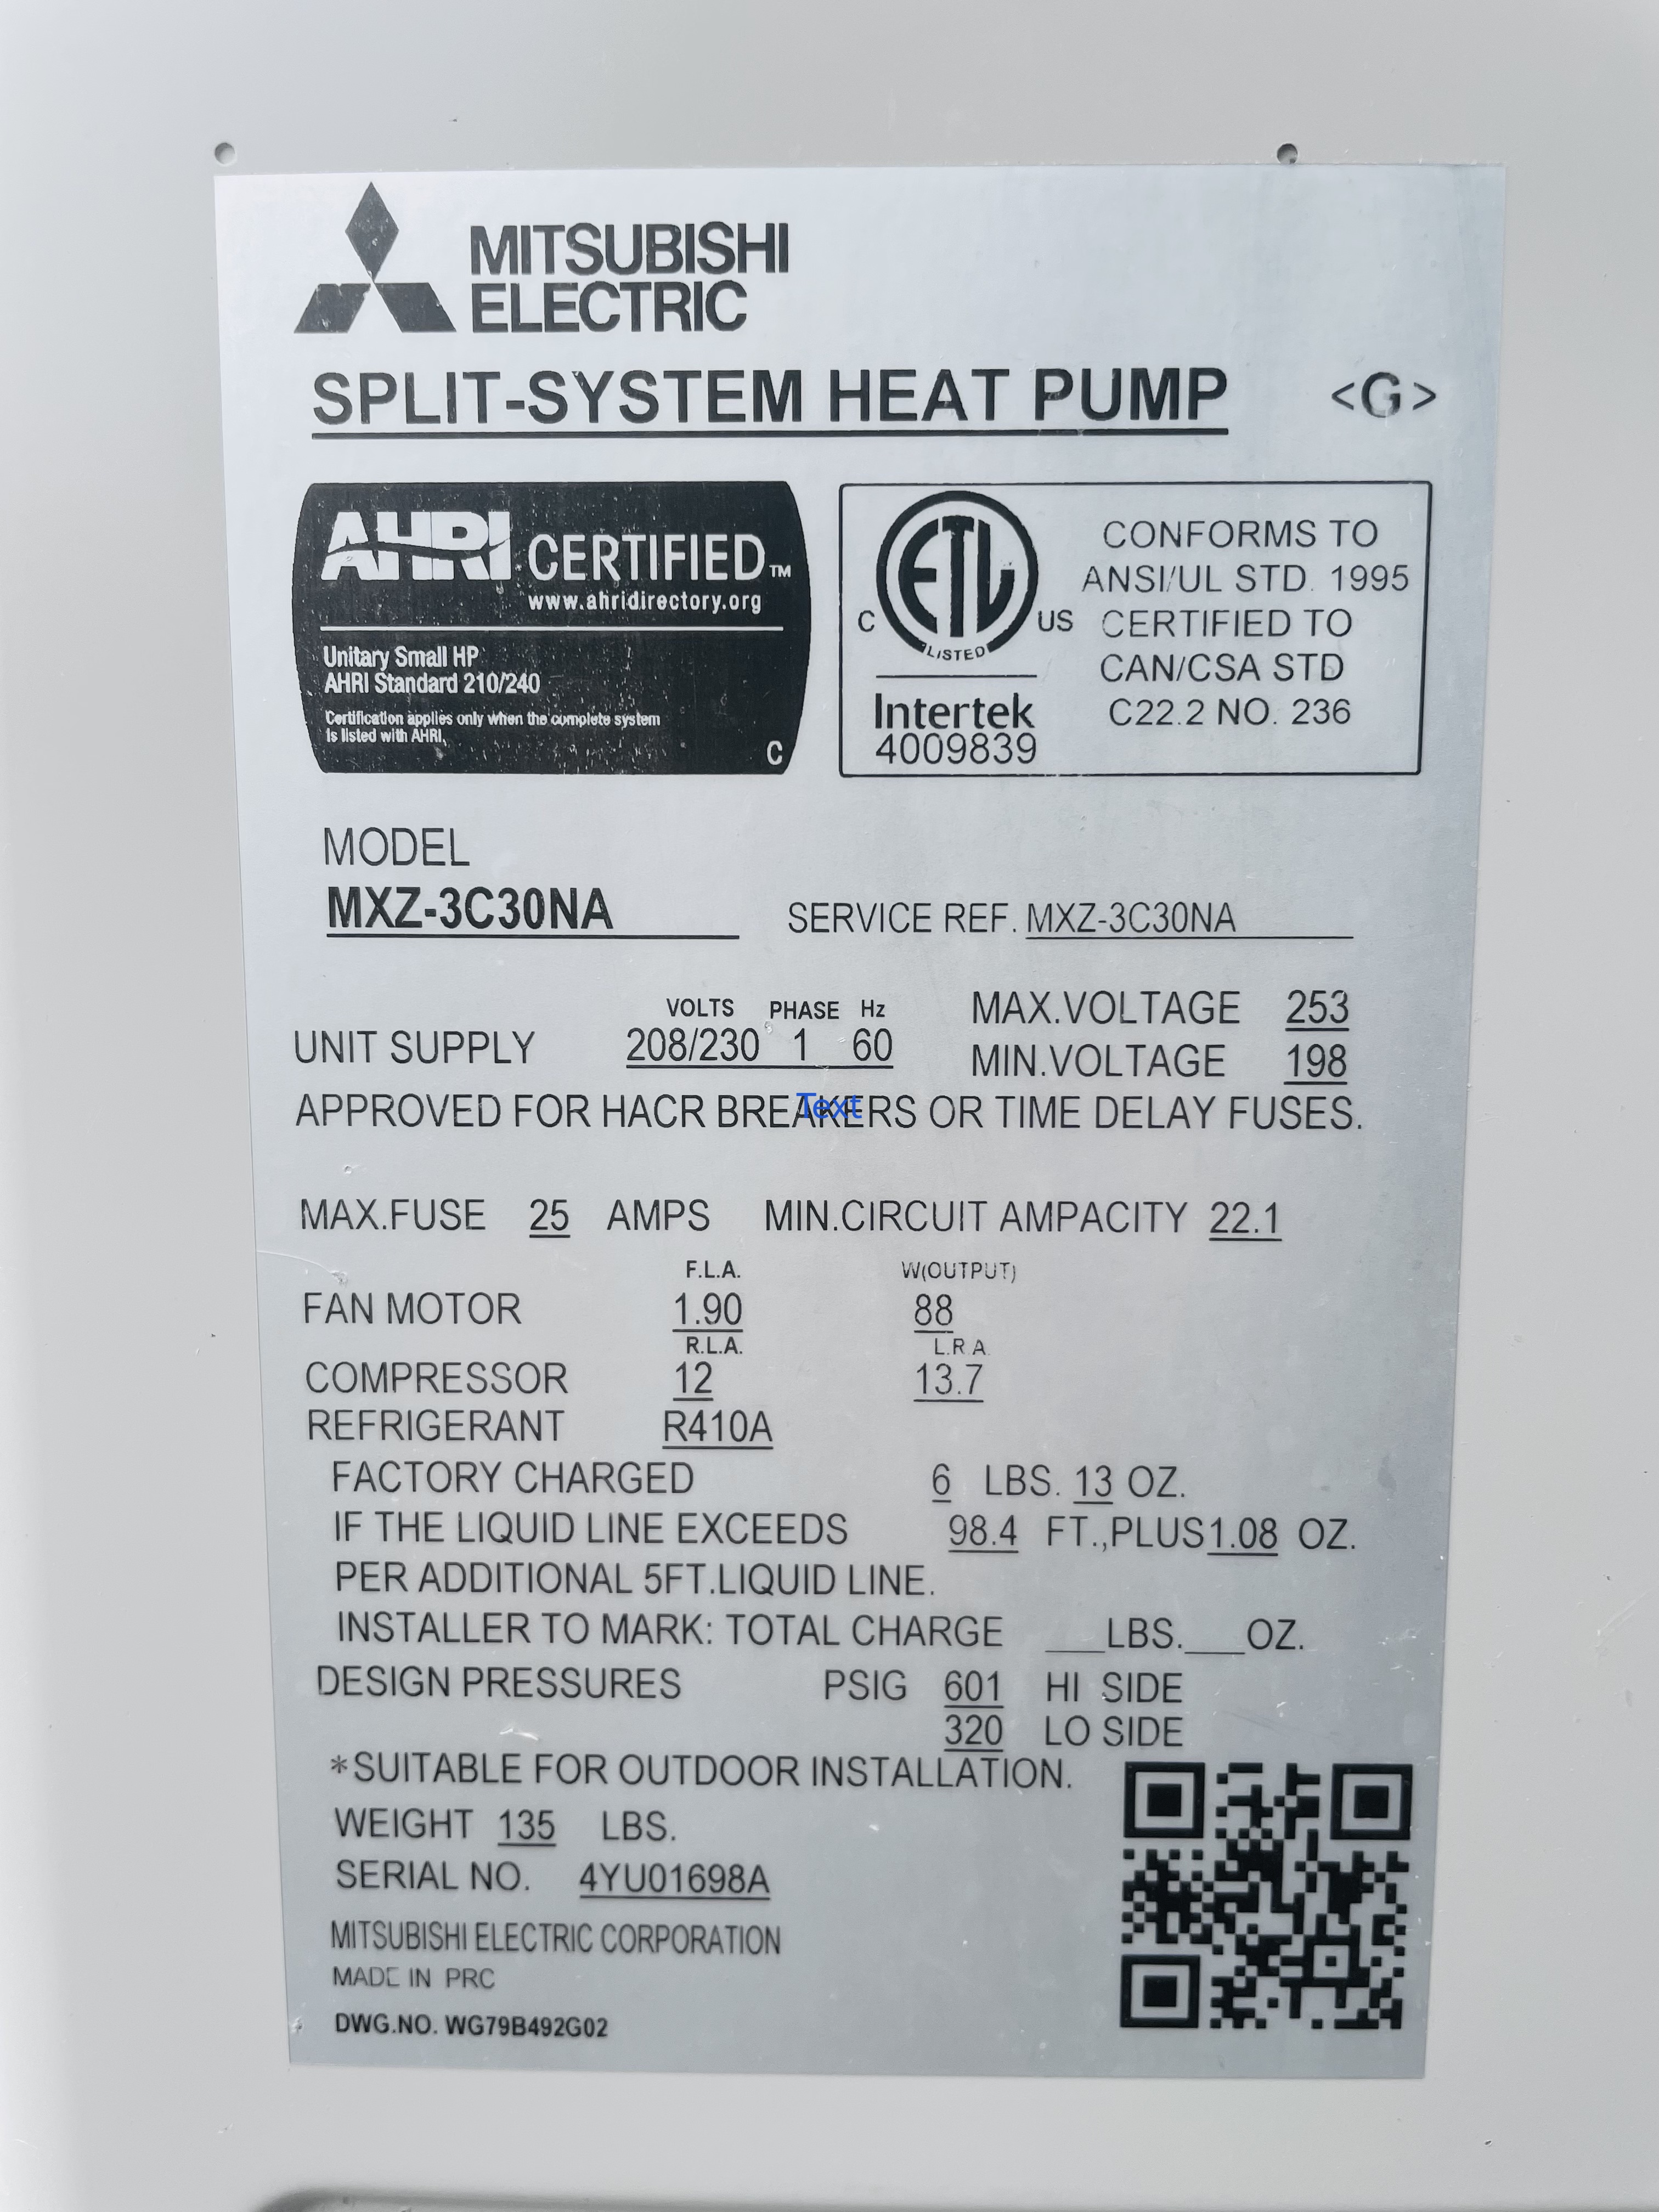 MITSUBISHI
ELECTRIC
SPLIT-SYSTEM HEAT PUMP <G>
AHRI CERTIFIED™
www.ahridirectory.org
Unitary Small HP
AHRI Standard 210/240
Certification applies only when the complete system
is listed with AHRI.
C
ETL
C US
LISTED
Intertek
4009839
CONFORMS TO
ANSI/UL STD. 1995
CERTIFIED TO
CAN/CSA STD
C22.2 NO. 236
MODEL
MXZ-3C30NA SERVICE REF. MXZ-3C30NA
VOLTS PHASE Hz
UNIT SUPPLY 208/230 1 60
MAX.VOLTAGE 253
MIN.VOLTAGE 198
APPROVED FOR HACR BREAKERS OR TIME DELAY FUSES.
Text
MAX.FUSE 25 AMPS MIN.CIRCUIT AMPACITY 22.1
F.L.A. W(OUTPUT)
FAN MOTOR 1.90 88
R.L.A. L.R.A.
COMPRESSOR 12 13.7
REFRIGERANT R410A
FACTORY CHARGED 6 LBS. 13 OZ.
IF THE LIQUID LINE EXCEEDS 98.4 FT.,PLUS 1.08 OZ.
PER ADDITIONAL 5FT.LIQUID LINE.
INSTALLER TO MARK: TOTAL CHARGE ___LBS.___OZ.
DESIGN PRESSURES PSIG 601 HI SIDE
320 LO SIDE
*SUITABLE FOR OUTDOOR INSTALLATION.
WEIGHT 135 LBS.
SERIAL NO. 4YU01698A
MITSUBISHI ELECTRIC CORPORATION
MADE IN PRC
DWG.NO. WG79B492G02